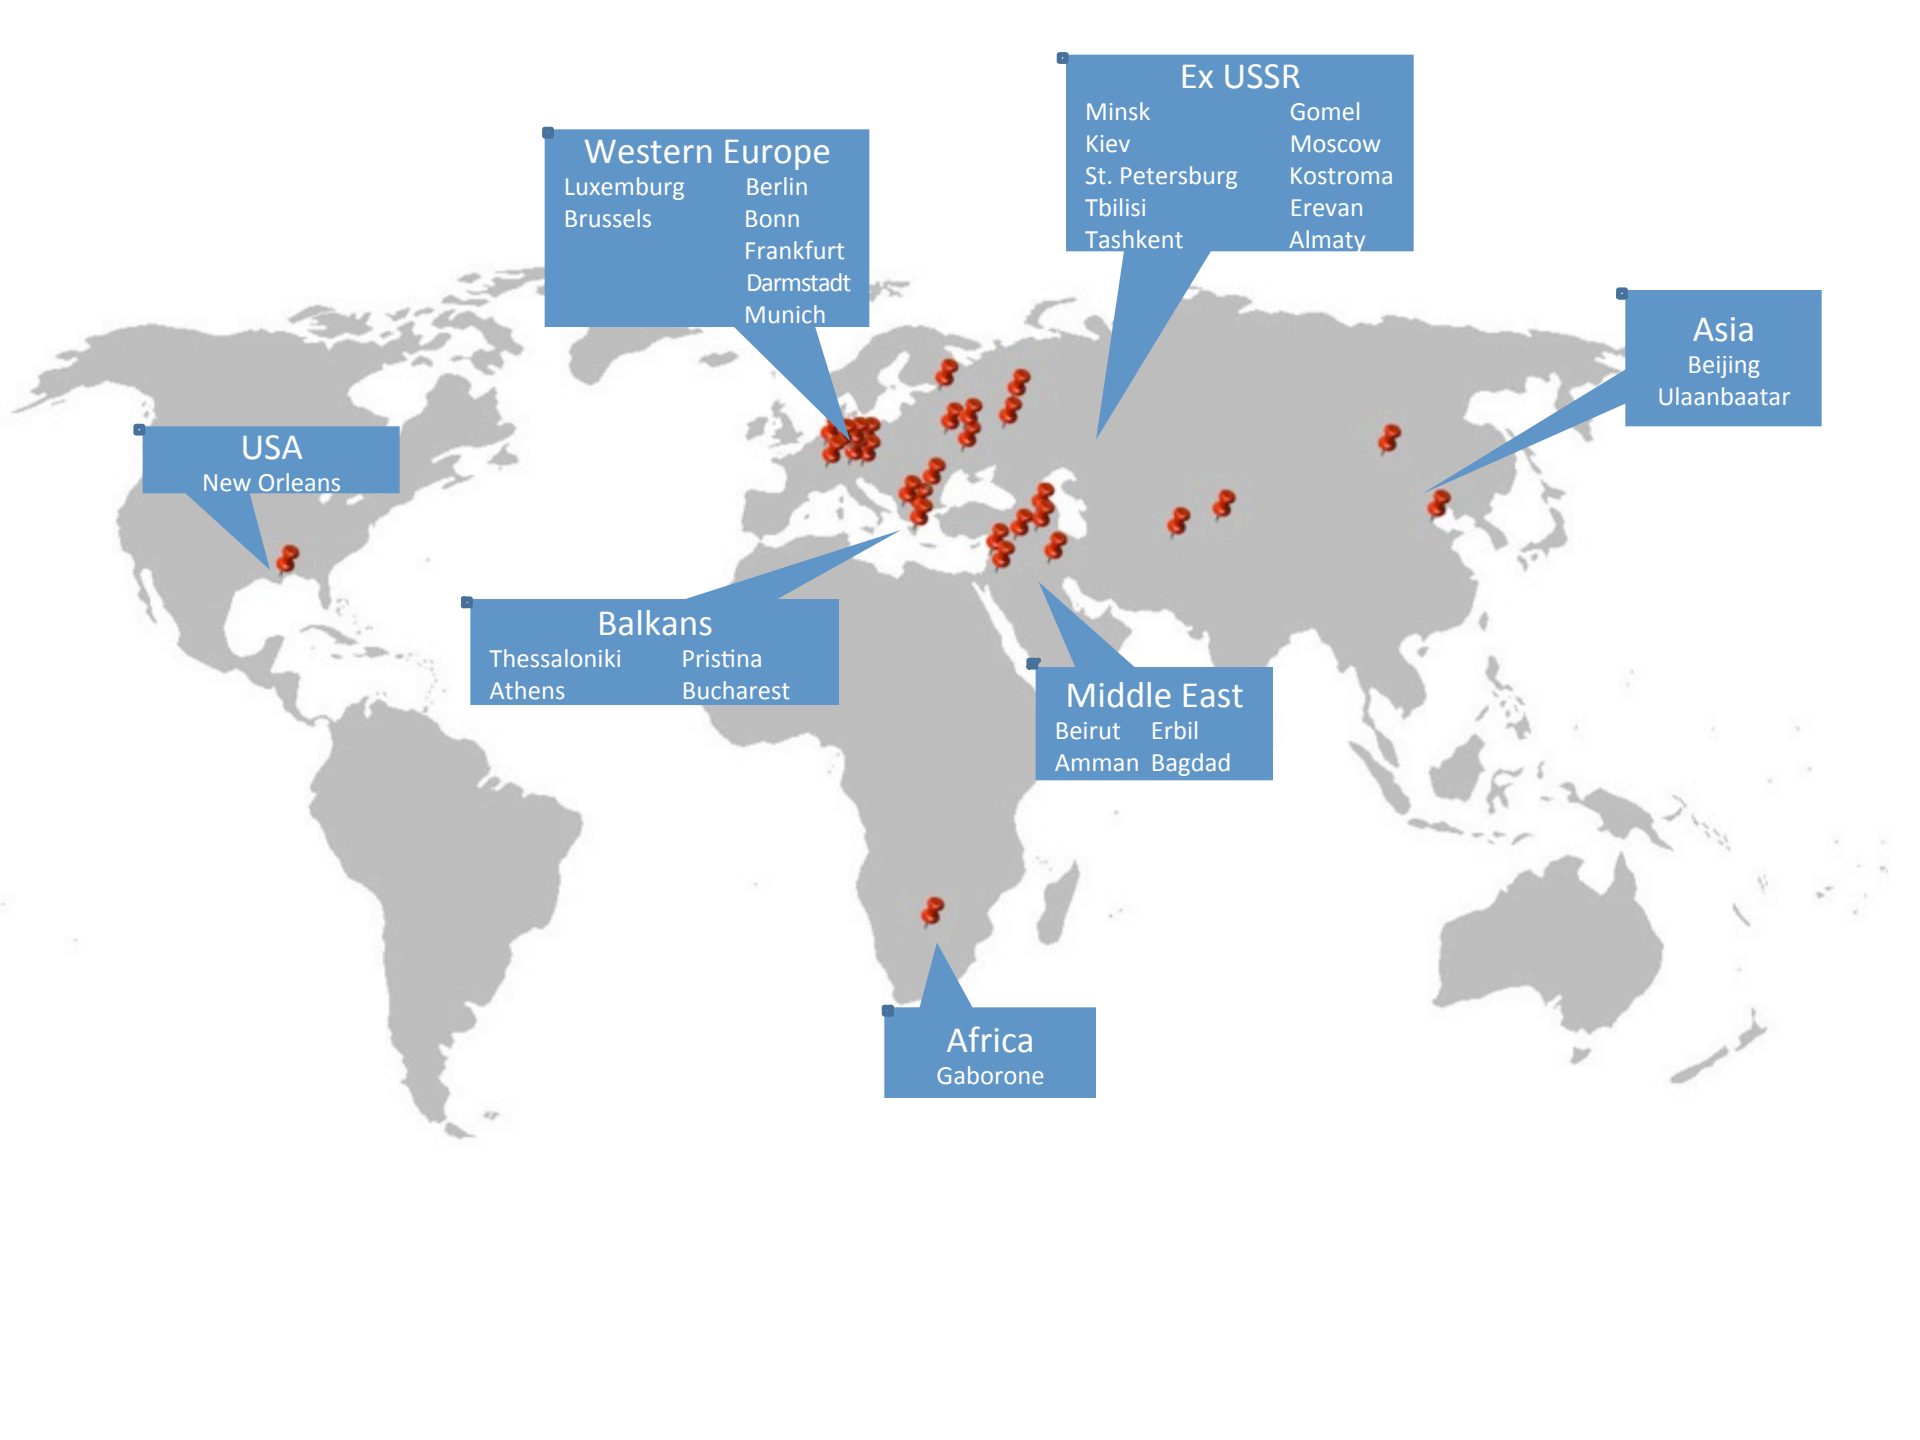 Ex USSR
Minsk Gomel
Kiev Moscow
St. Petersburg Kostroma
Tbilisi Erevan
Tashkent Almaty
Western Europe
Luxemburg Berlin
Brussels Bonn
Frankfurt
Darmstadt
Munich
Asia
Beijing
Ulaanbaatar
USA
New Orleans
Balkans
Thessaloniki Pristina
Athens Bucharest
Middle East
Beirut Erbil
Amman Bagdad
Africa
Gaborone